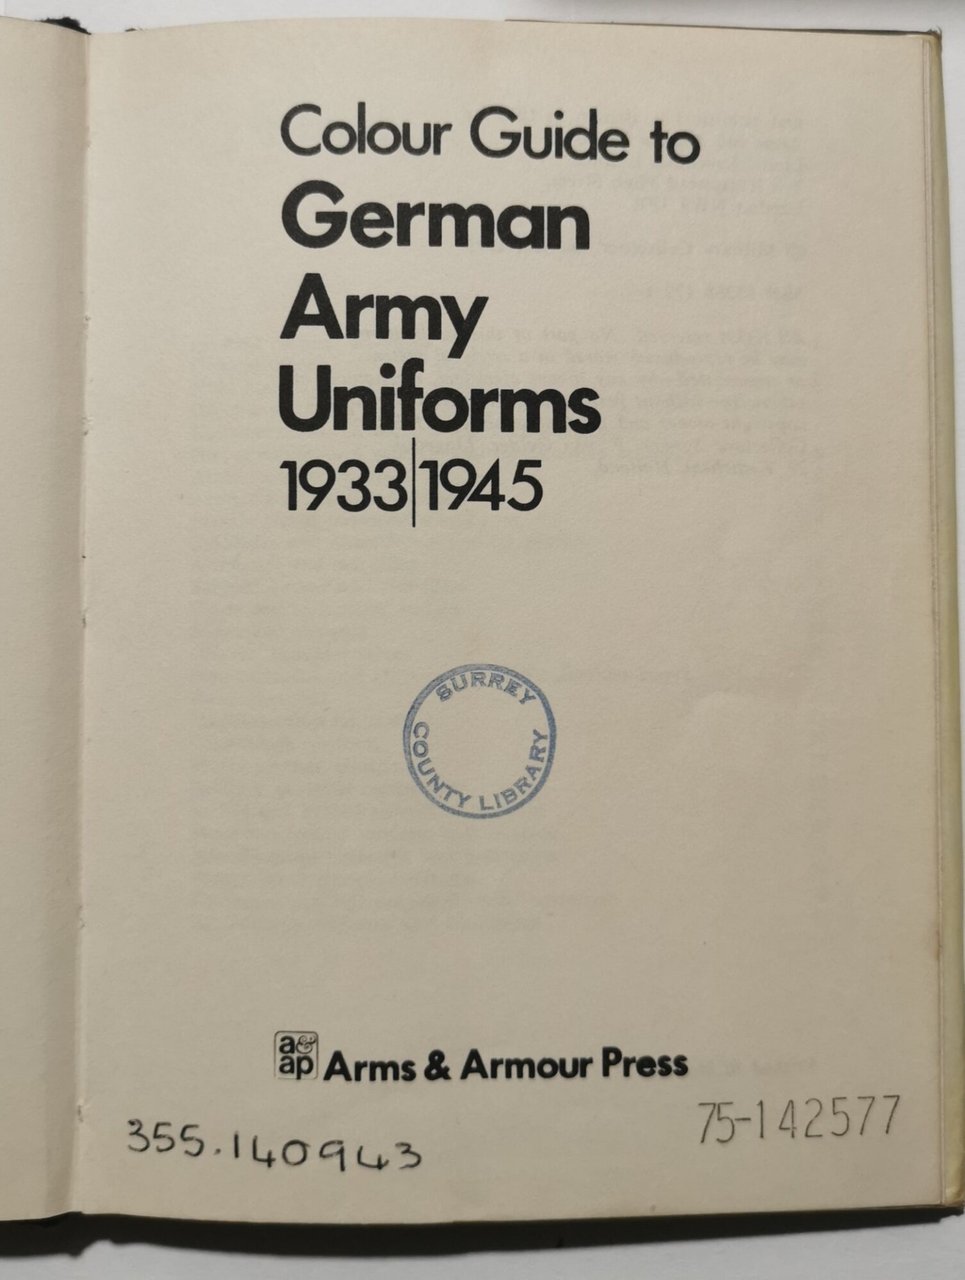 Colour Guide to
German
Army
Uniforms
1933|1945
SURREY
COUNTY LIBRARY
a&
ap Arms & Armour Press
75-142577
355.140943